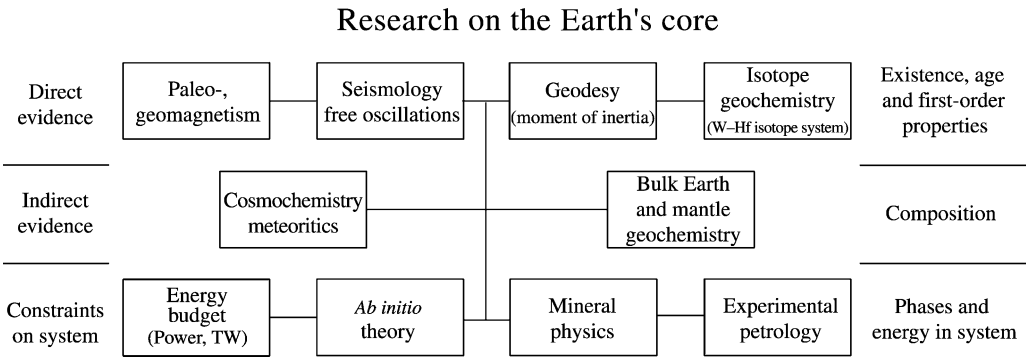 Research on the Earth's core
Direct
evidence
Paleo-,
geomagnetism
Seismology
free oscillations
Geodesy
(moment of inertia)
Isotope
geochemistry
(W–Hf isotope system)
Existence, age
and first-order
properties
Indirect
evidence
Cosmochemistry
meteoritics
Bulk Earth
and mantle
geochemistry
Composition
Constraints
on system
Energy
budget
(Power, TW)
Ab initio
theory
Mineral
physics
Experimental
petrology
Phases and
energy in system